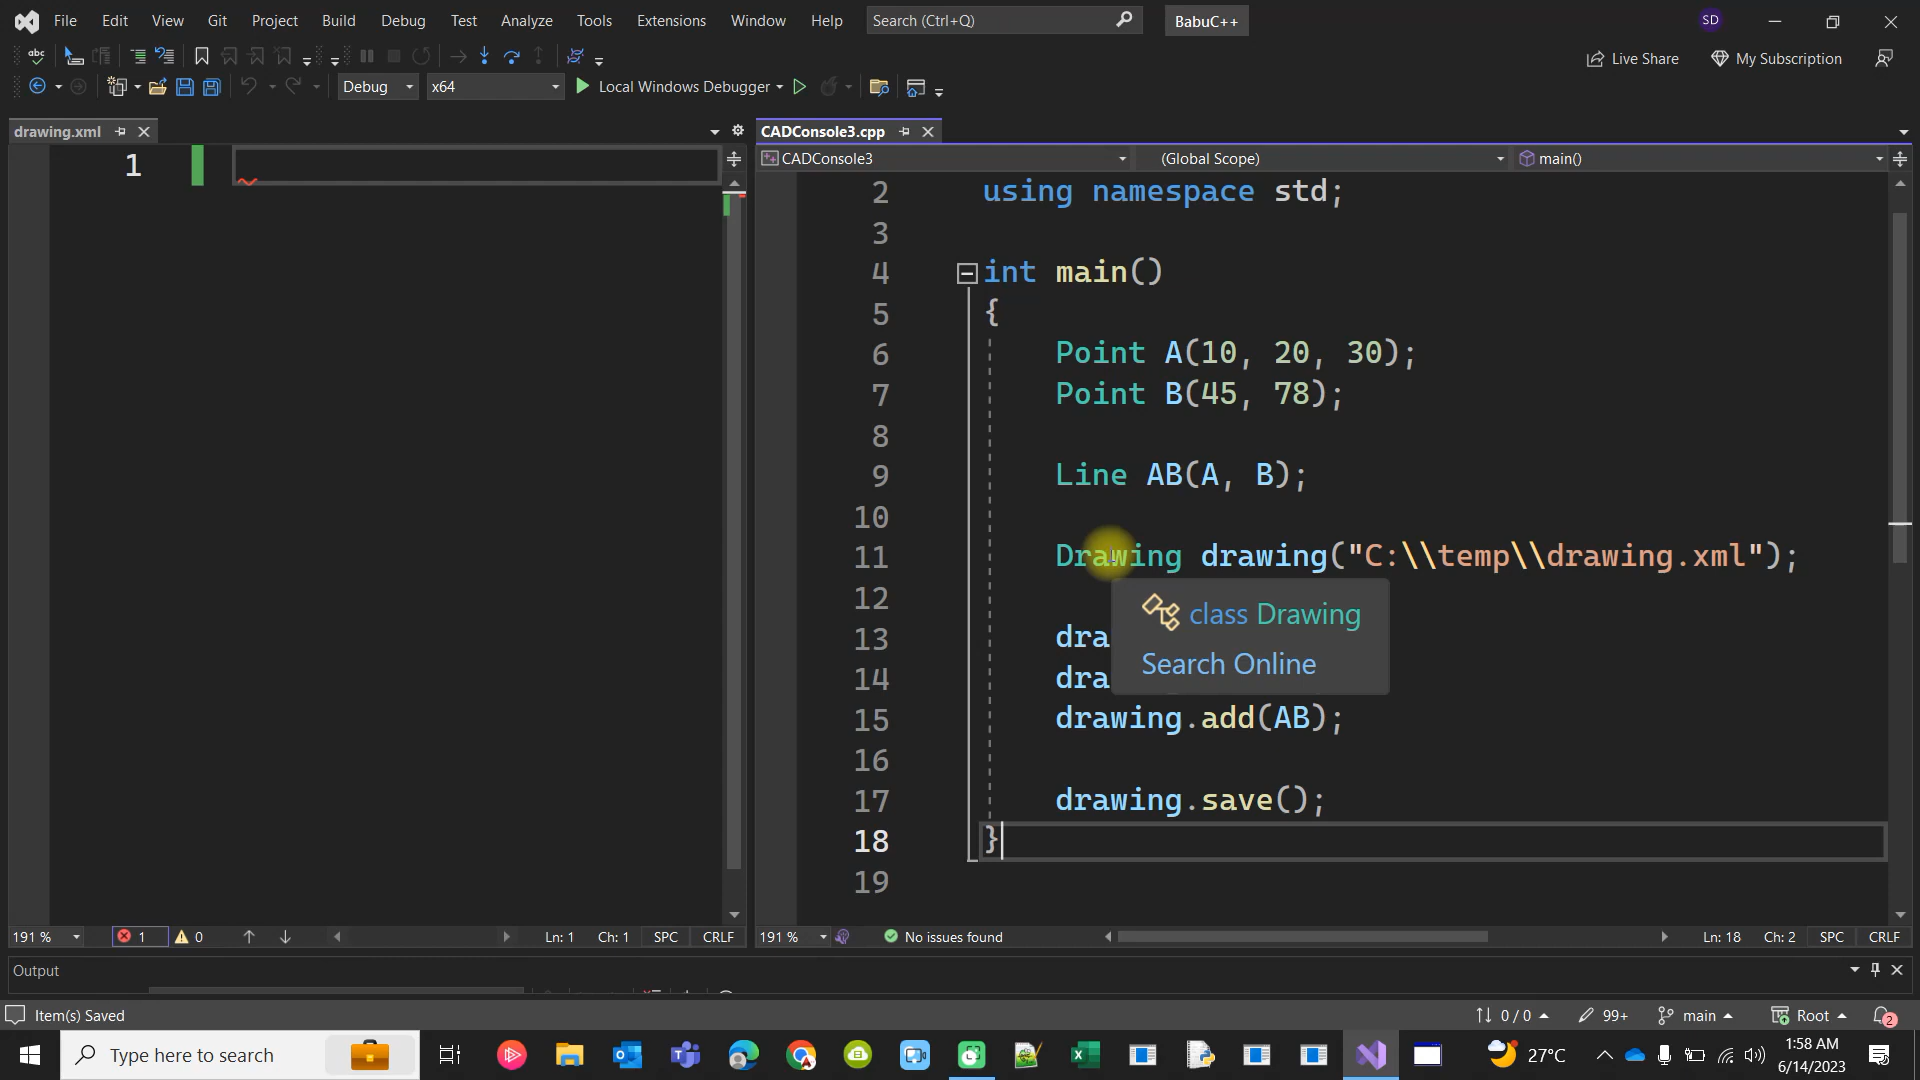 File Edit View Git Project Build Debug Test Analyze Tools Extensions Window Help Search (Ctrl+Q) BabuC++ SD
abc Live Share My Subscription
Debug x64 Local Windows Debugger
drawing.xml CADConsole3.cpp
CADConsole3 (Global Scope) main()
1
2 using namespace std;
3
4 int main()
5 {
6 Point A(10, 20, 30);
7 Point B(45, 78);
8
9 Line AB(A, B);
10
11 Drawing drawing("C:\\temp\\drawing.xml");
12
class Drawing
Search Online
13 dra
14 dra
15 drawing.add(AB);
16
17 drawing.save();
18 }
19
191 % 1 0 Ln: 1 Ch: 1 SPC CRLF 191 % No issues found Ln: 18 Ch: 2 SPC CRLF
Output
Item(s) Saved 0 / 0 99+ main Root 2
Type here to search 27°C 1:58 AM
6/14/2023